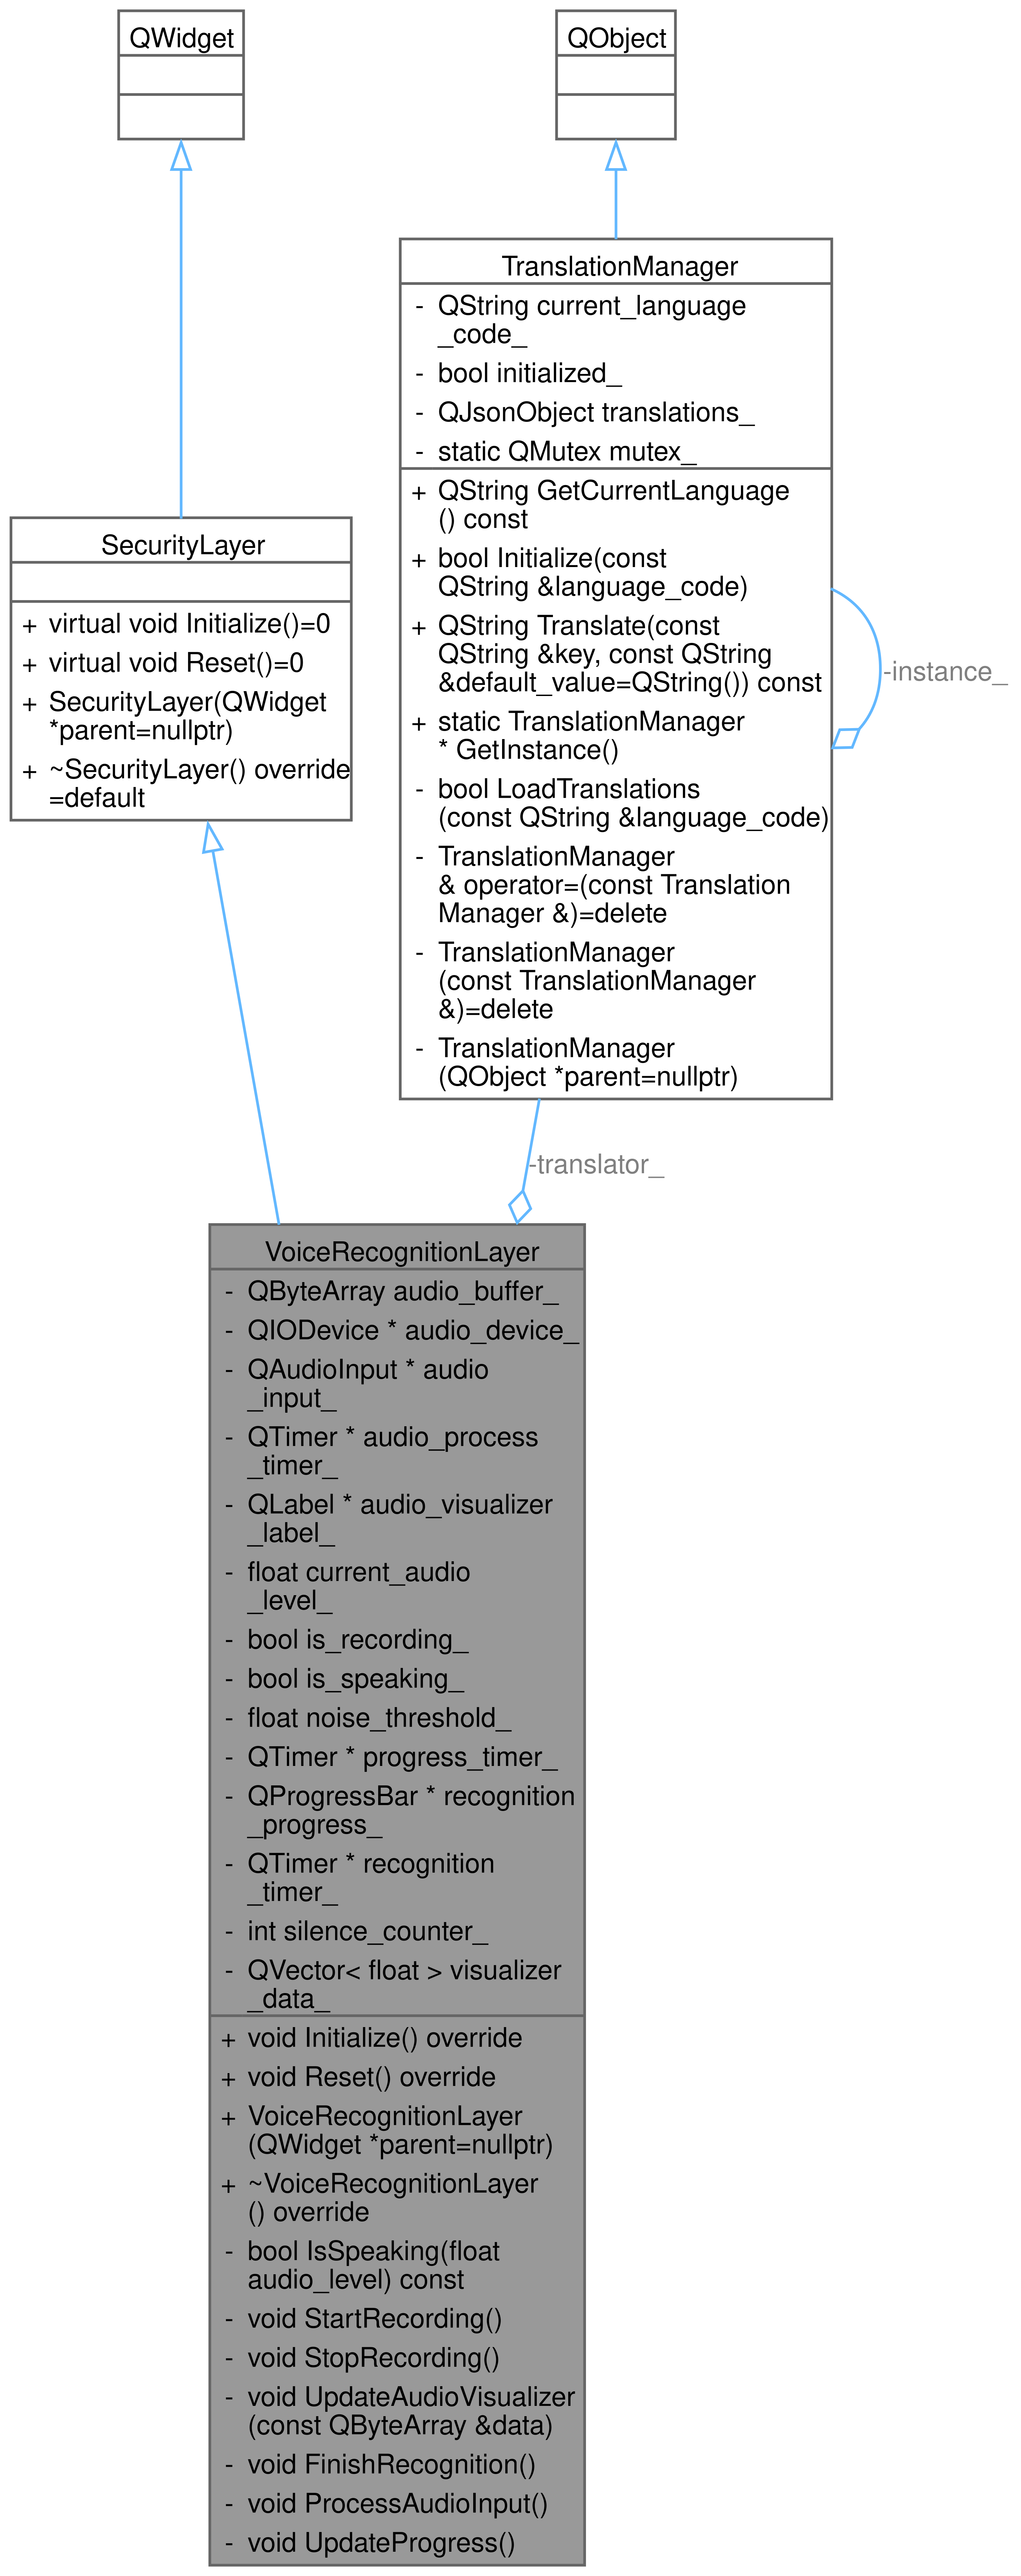 QWidget
QObject
TranslationManager
- QString current_language
_code_
- bool initialized_
- QJsonObject translations_
- static QMutex mutex_
+ QString GetCurrentLanguage
() const
+ bool Initialize(const
QString &language_code)
+ QString Translate(const
QString &key, const QString
&default_value=QString()) const
+ static TranslationManager
* GetInstance()
- bool LoadTranslations
(const QString &language_code)
- TranslationManager
& operator=(const Translation
Manager &)=delete
- TranslationManager
(const TranslationManager
&)=delete
- TranslationManager
(QObject *parent=nullptr)
-instance_
SecurityLayer
+ virtual void Initialize()=0
+ virtual void Reset()=0
+ SecurityLayer(QWidget
*parent=nullptr)
+ ~SecurityLayer() override
=default
-translator_
VoiceRecognitionLayer
- QByteArray audio_buffer_
- QIODevice * audio_device_
- QAudioInput * audio
_input_
- QTimer * audio_process
_timer_
- QLabel * audio_visualizer
_label_
- float current_audio
_level_
- bool is_recording_
- bool is_speaking_
- float noise_threshold_
- QTimer * progress_timer_
- QProgressBar * recognition
_progress_
- QTimer * recognition
_timer_
- int silence_counter_
- QVector< float > visualizer
_data_
+ void Initialize() override
+ void Reset() override
+ VoiceRecognitionLayer
(QWidget *parent=nullptr)
+ ~VoiceRecognitionLayer
() override
- bool IsSpeaking(float
audio_level) const
- void StartRecording()
- void StopRecording()
- void UpdateAudioVisualizer
(const QByteArray &data)
- void FinishRecognition()
- void ProcessAudioInput()
- void UpdateProgress()